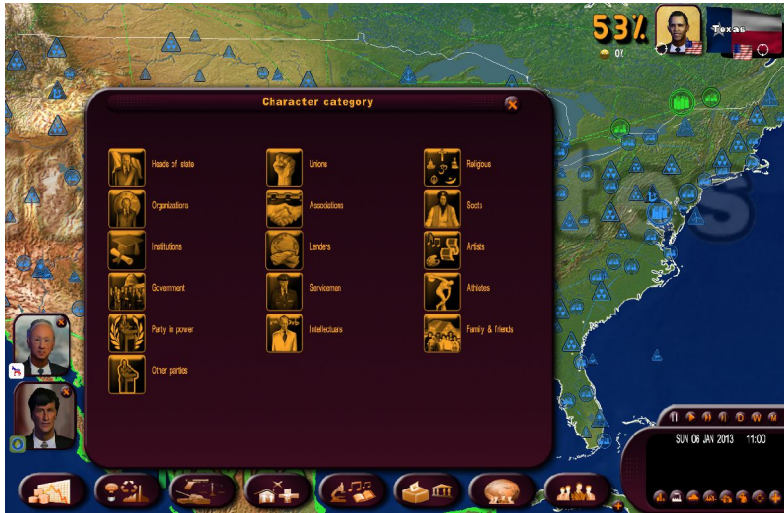 53%
Texas
0%
Character category
Heads of state
Unions
Religious
Organizations
Associations
Sects
Institutions
Lenders
Artists
Government
Servicemen
Athletes
Party in power
Intellectuals
Family & friends
Other parties
tes
SUN 06 JAN 2013 11:00
D W M